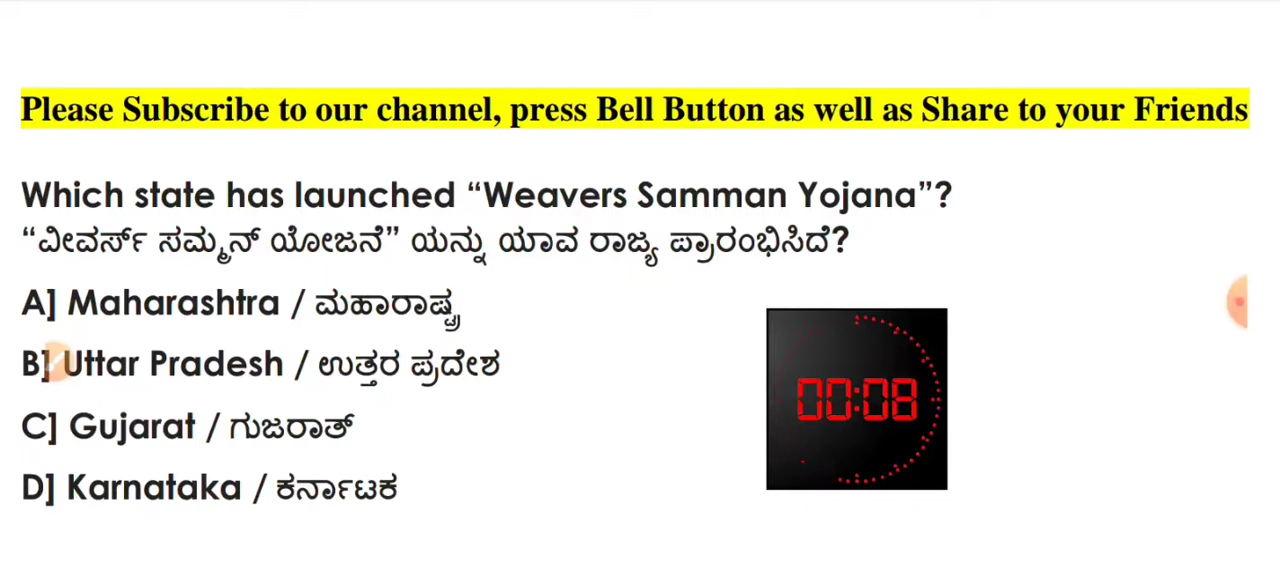 Please Subscribe to our channel, press Bell Button as well as Share to your Friends
Which state has launched “Weavers Samman Yojana”?
“ವೀವರ್ಸ್ ಸಮ್ಮನ್ ಯೋಜನೆ” ಯನ್ನು ಯಾವ ರಾಜ್ಯ ಪ್ರಾರಂಭಿಸಿದೆ?
A] Maharashtra / ಮಹಾರಾಷ್ಟ್ರ
B] Uttar Pradesh / ಉತ್ತರ ಪ್ರದೇಶ
C] Gujarat / ಗುಜರಾತ್
D] Karnataka / ಕರ್ನಾಟಕ
00:08